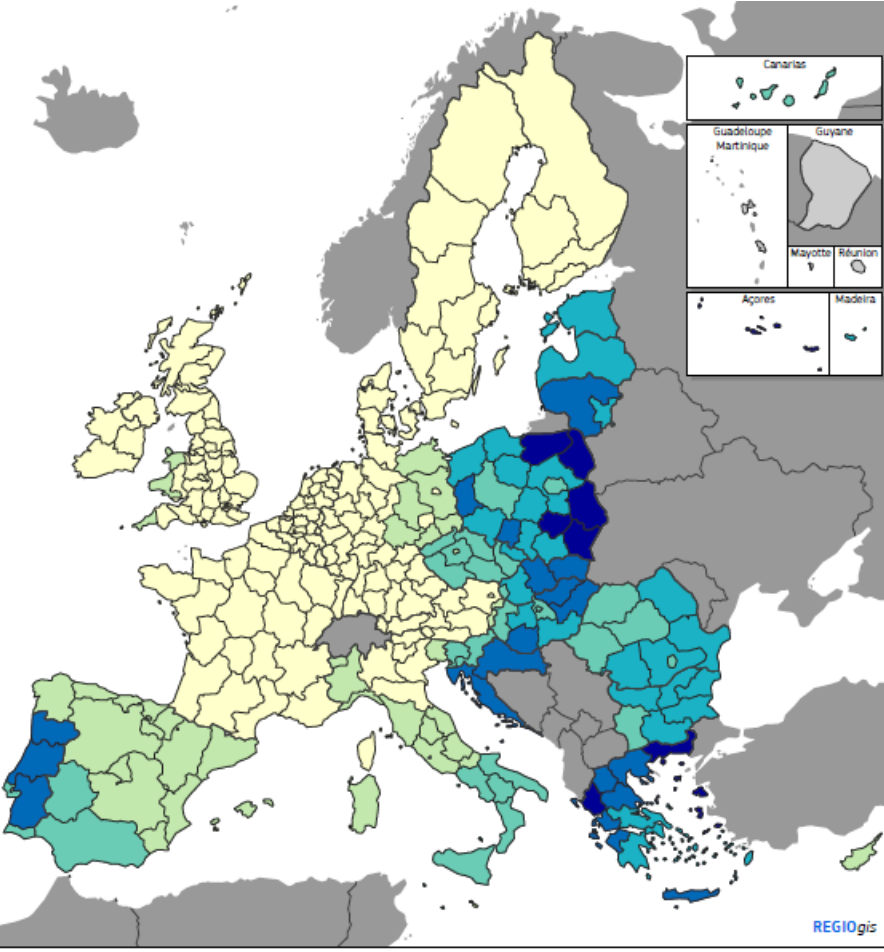 Canarias
Guadeloupe
Martinique
Guyane
Mayotte
Réunion
Açores
Madeira
REGIOgis